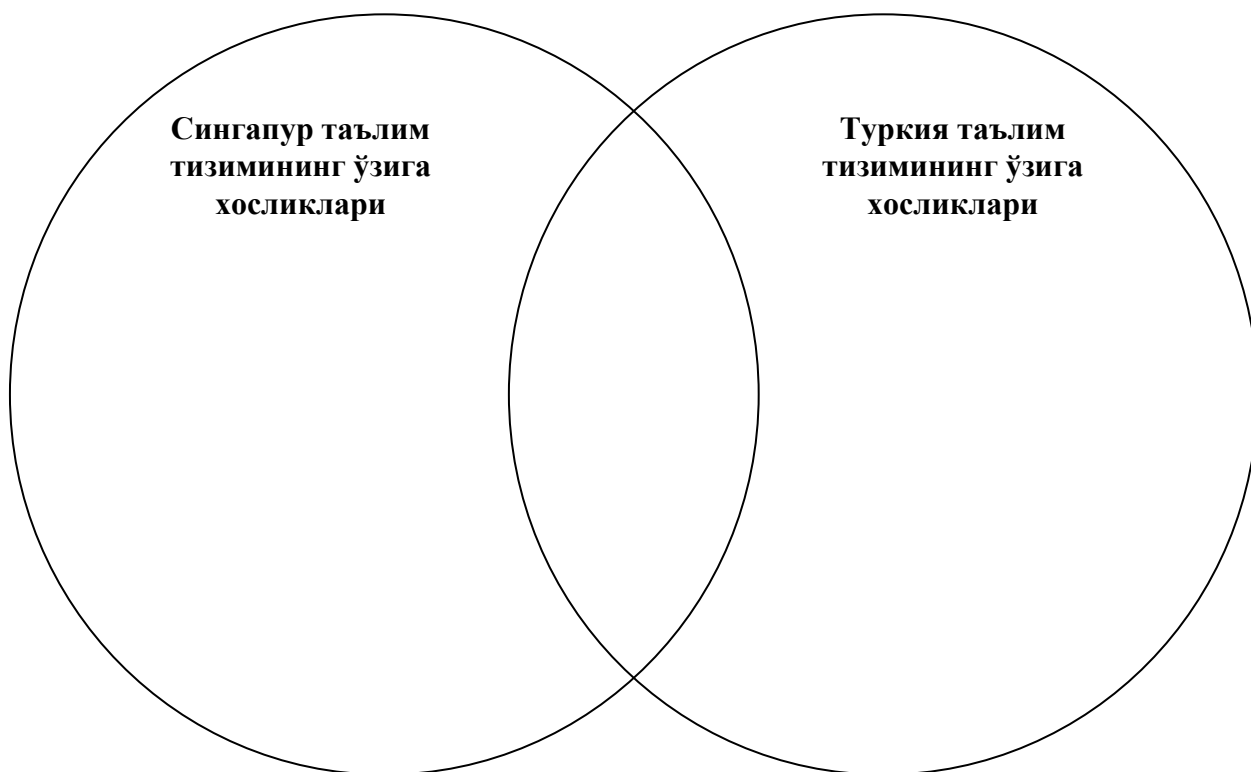 Сингапур таълим
тизимининг ўзига
хосликлари
Туркия таълим
тизимининг ўзига
хосликлари